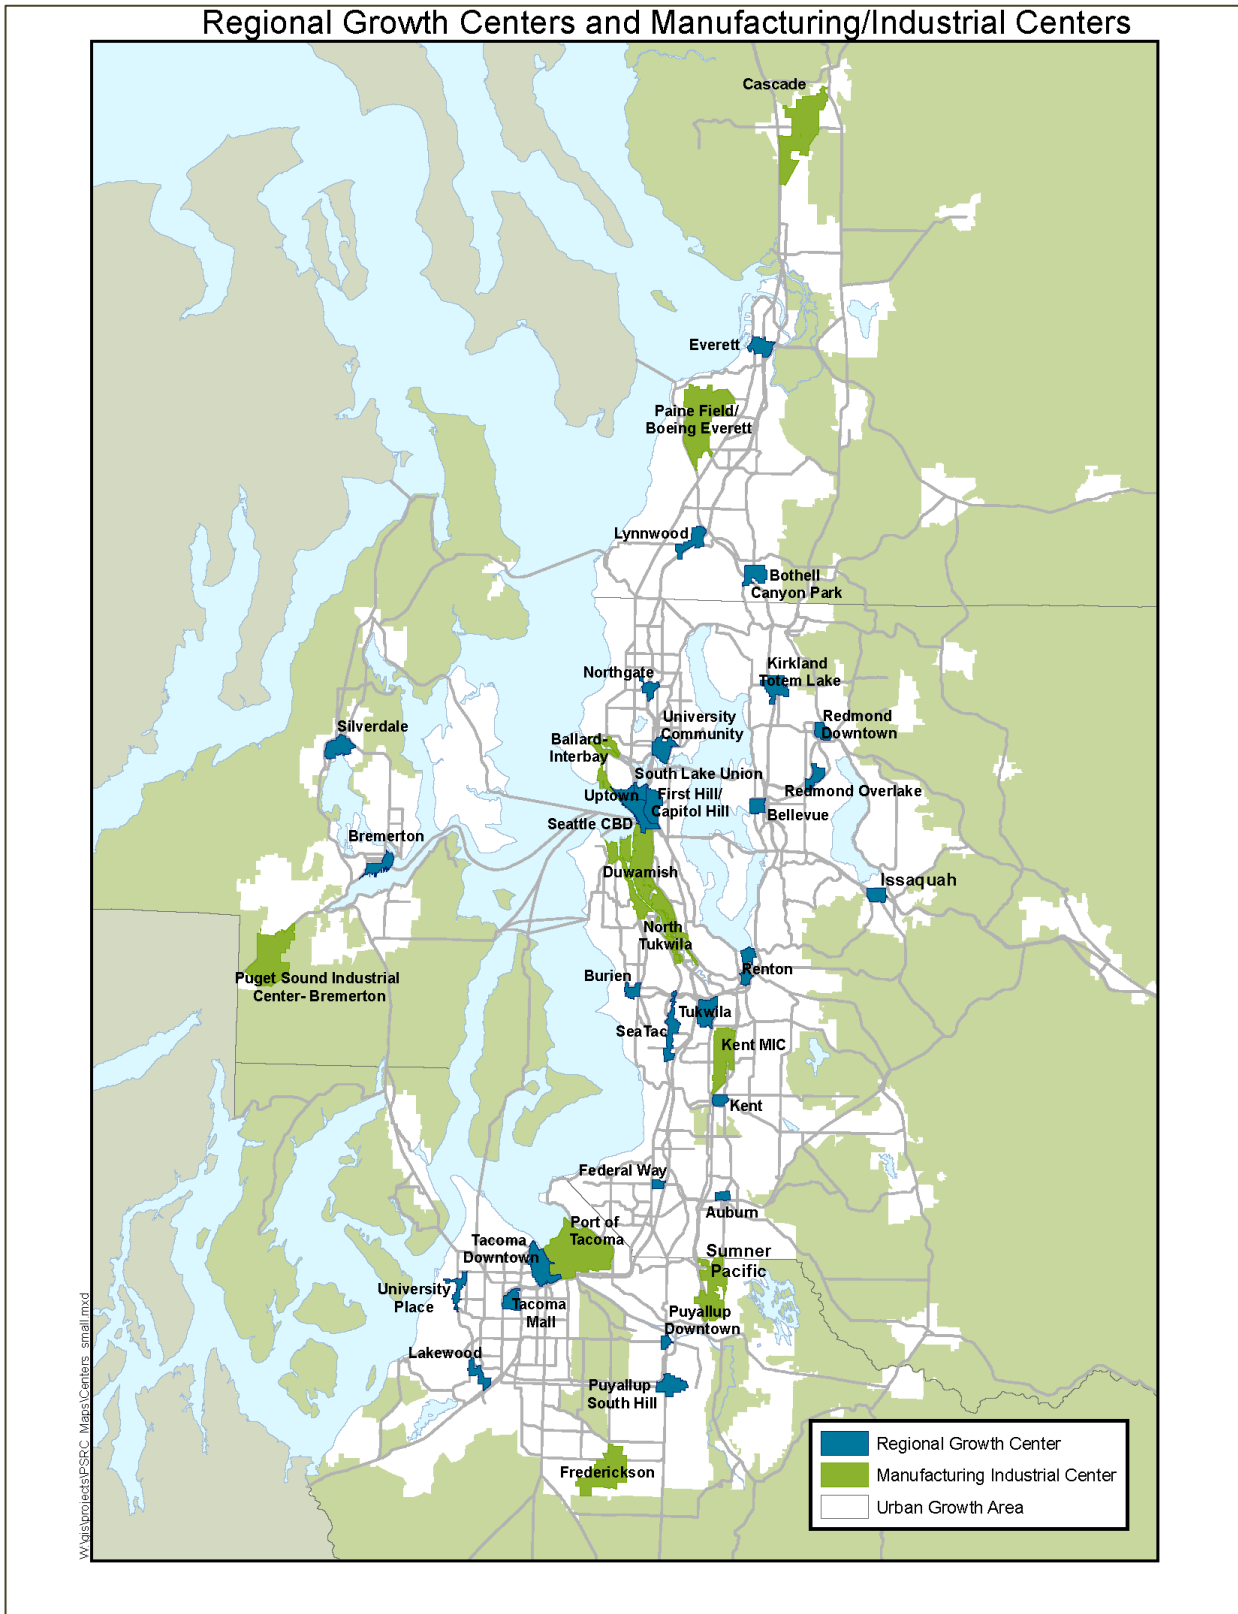 Regional Growth Centers and Manufacturing/Industrial Centers
Cascade
Everett
Paine Field/
Boeing Everett
Lynnwood
Bothell
Canyon Park
Northgate
Kirkland
Totem Lake
University
Community
Redmond
Downtown
Silverdale
Ballard-
Interbay
South Lake Union
Redmond Overlake
Uptown
First Hill/
Capitol Hill
Bellevue
Seattle CBD
Bremerton
Duwamish
Issaquah
North
Tukwila
Renton
Puget Sound Industrial
Center- Bremerton
Burien
Tukwila
SeaTac
Kent MIC
Kent
Federal Way
Auburn
Port of
Tacoma
Tacoma
Downtown
Sumner
Pacific
University
Place
Tacoma
Mall
Puyallup
Downtown
Lakewood
Puyallup
South Hill
Frederickson
Regional Growth Center
Manufacturing Industrial Center
Urban Growth Area
W:\gis\projects\PSRC_Maps\Centers_small.mxd